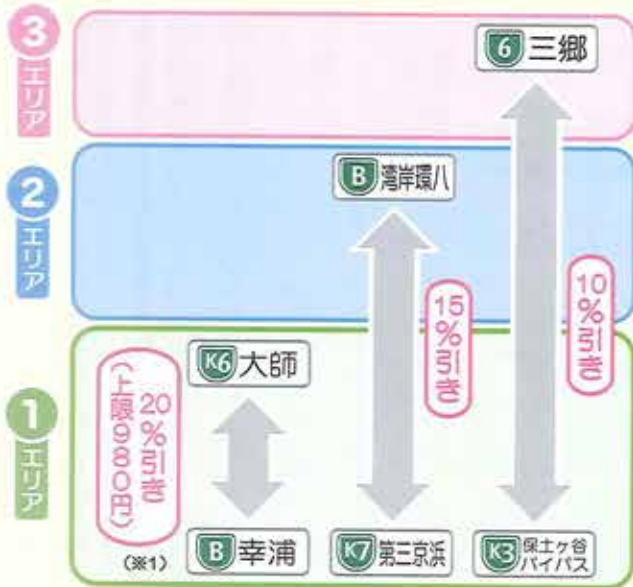 3
エリア
6 三郷
2
エリア
B 湾岸環八
15%引き
10%引き
1
エリア
K6 大師
20%引き
(上限980円)
(※1)
B 幸浦
K7 第三京浜
K3 保土ヶ谷
バイパス